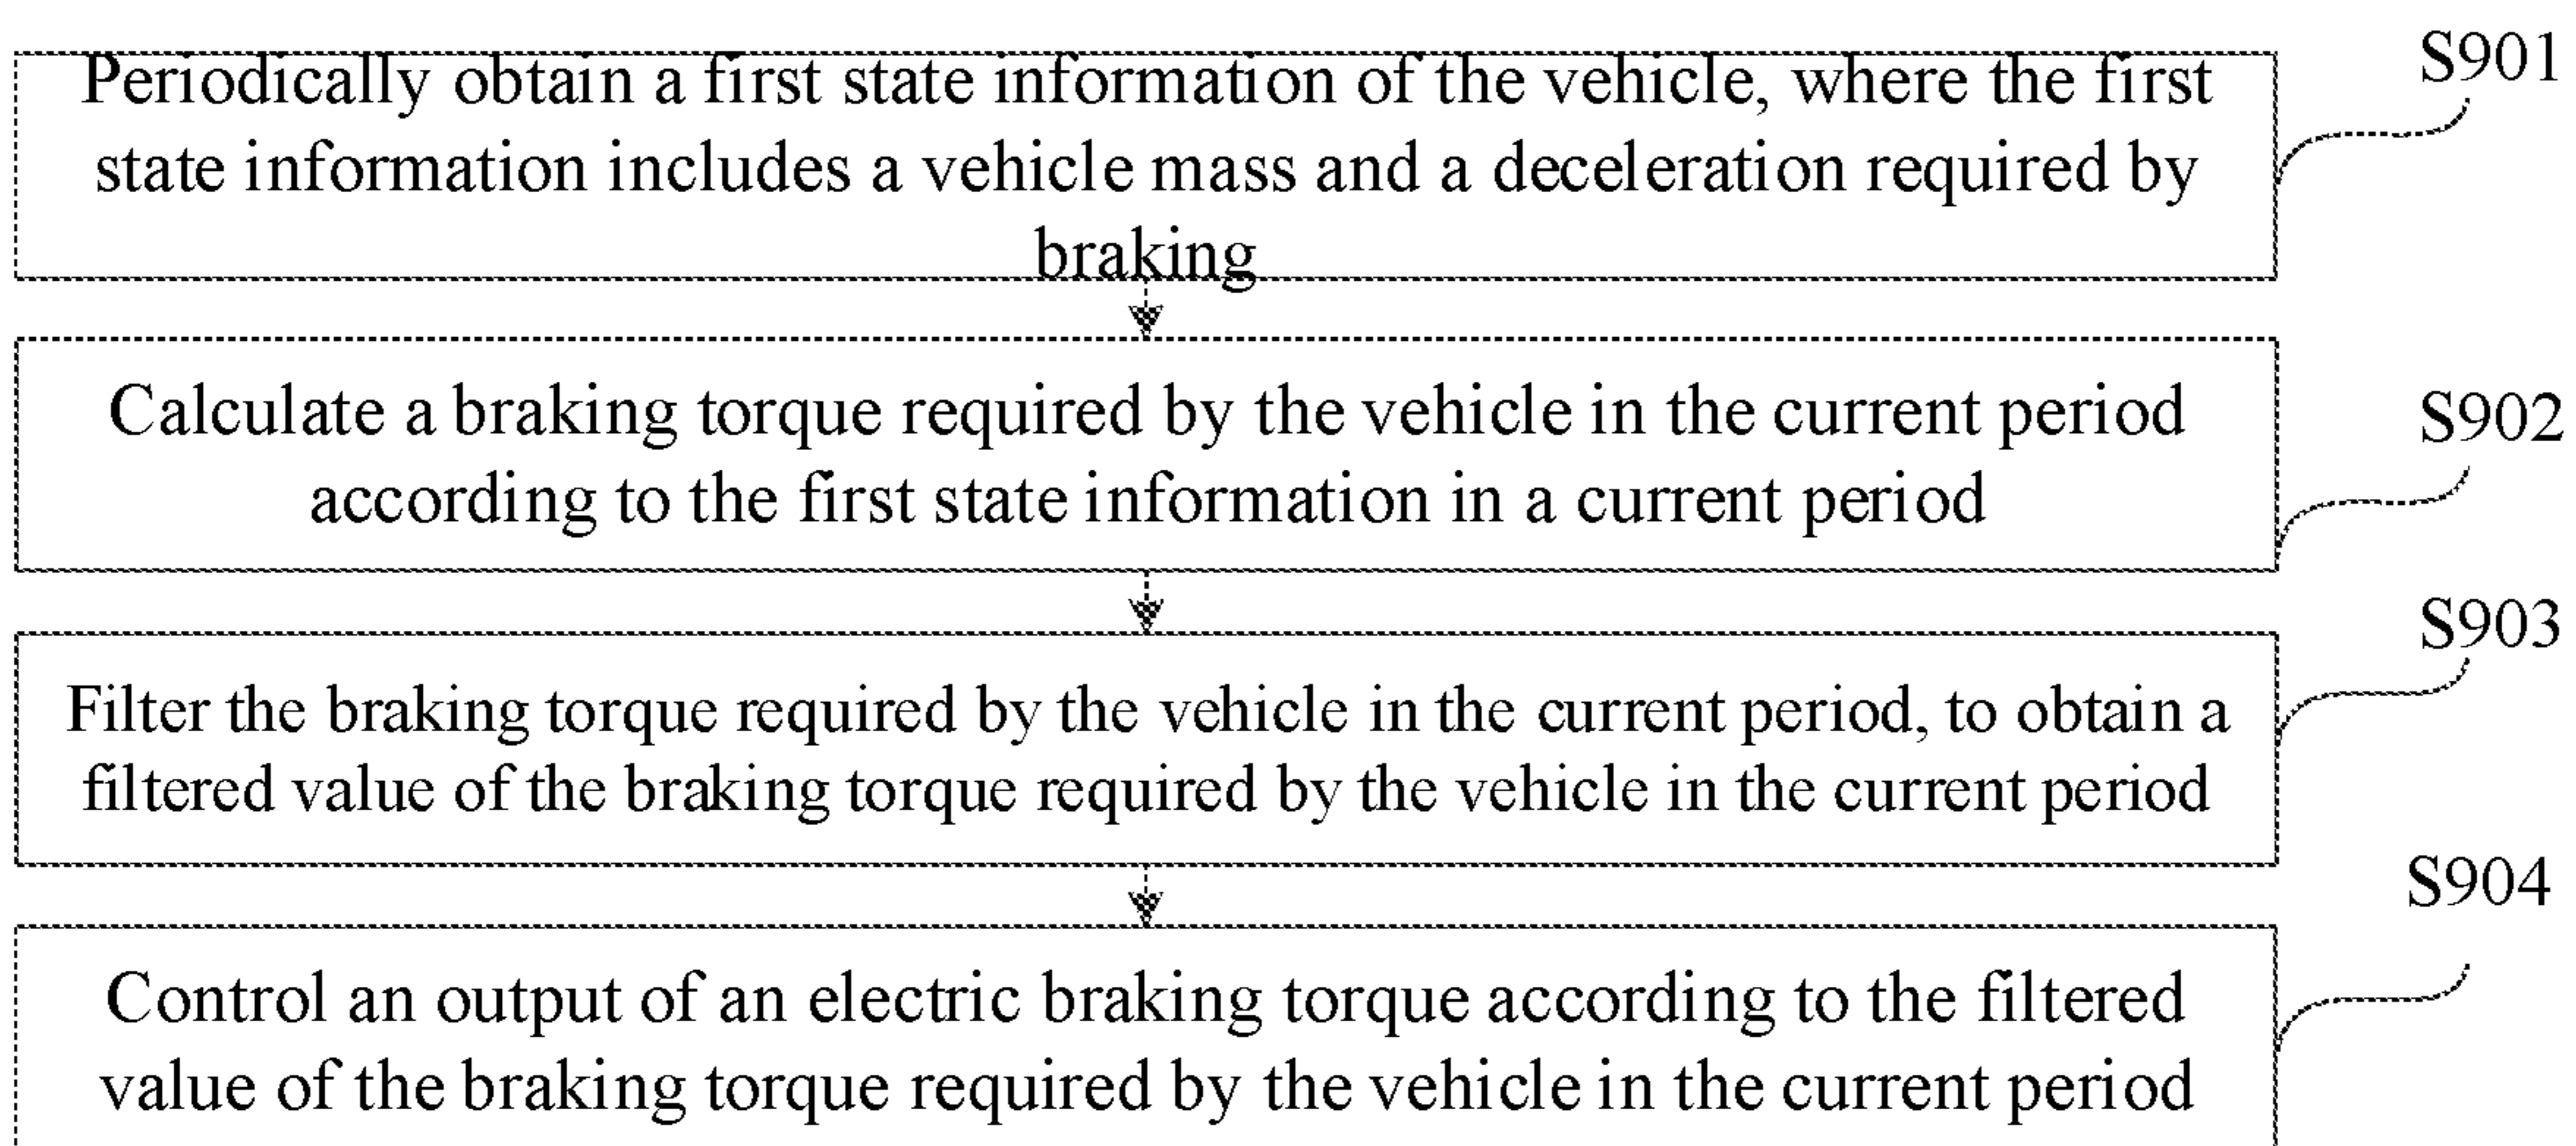 S901
Periodically obtain a first state information of the vehicle, where the first
state information includes a vehicle mass and a deceleration required by
braking
S902
Calculate a braking torque required by the vehicle in the current period
according to the first state information in a current period
S903
Filter the braking torque required by the vehicle in the current period, to obtain a
filtered value of the braking torque required by the vehicle in the current period
S904
Control an output of an electric braking torque according to the filtered
value of the braking torque required by the vehicle in the current period